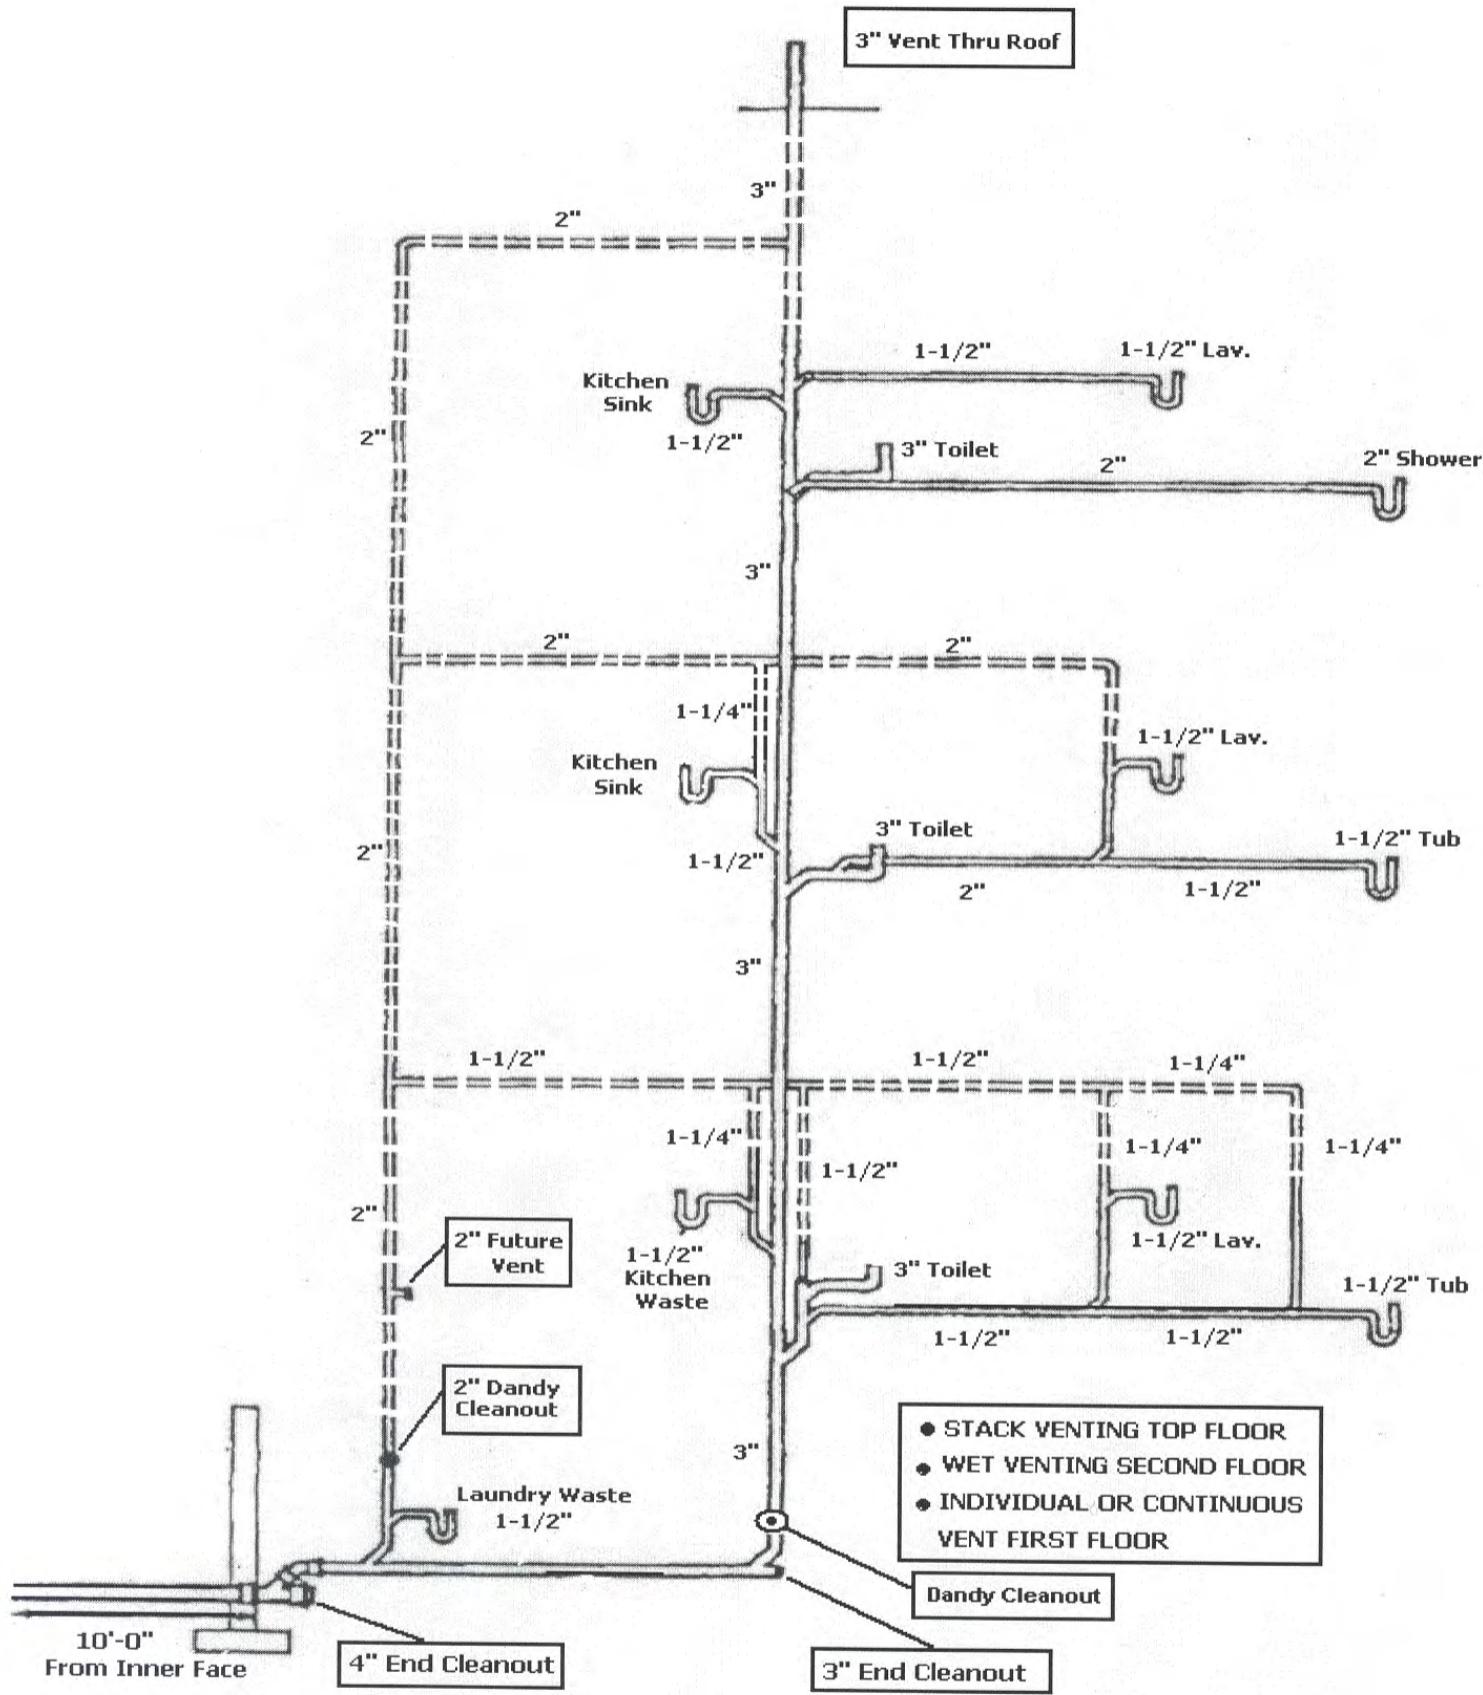 3" Vent Thru Roof
3"
2"
1-1/2"
1-1/2" Lav.
Kitchen
Sink
1-1/2"
2"
3" Toilet
2"
2" Shower
3"
2"
2"
1-1/4"
1-1/2" Lav.
Kitchen
Sink
3" Toilet
1-1/2" Tub
2"
1-1/2"
2"
1-1/2"
3"
1-1/2"
1-1/2"
1-1/4"
1-1/4"
1-1/2"
1-1/4"
1-1/4"
2"
2" Future
Vent
1-1/2"
Kitchen
Waste
1-1/2" Lav.
3" Toilet
1-1/2" Tub
1-1/2"
1-1/2"
2" Dandy
Cleanout
3"
● STACK VENTING TOP FLOOR
● WET VENTING SECOND FLOOR
● INDIVIDUAL OR CONTINUOUS
VENT FIRST FLOOR
Laundry Waste
1-1/2"
Dandy Cleanout
10'-0"
From Inner Face
4" End Cleanout
3" End Cleanout